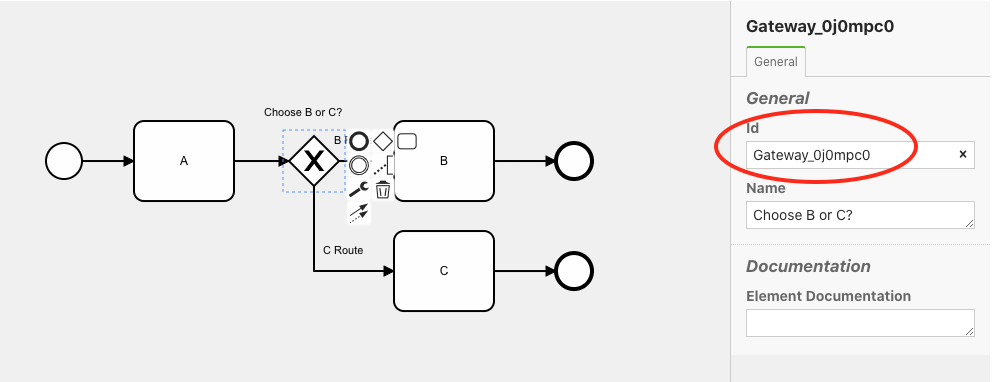 Choose B or C?
A
B
B
C Route
C
Gateway_0j0mpc0
General
General
Id
Gateway_0j0mpc0
Name
Choose B or C?
Documentation
Element Documentation